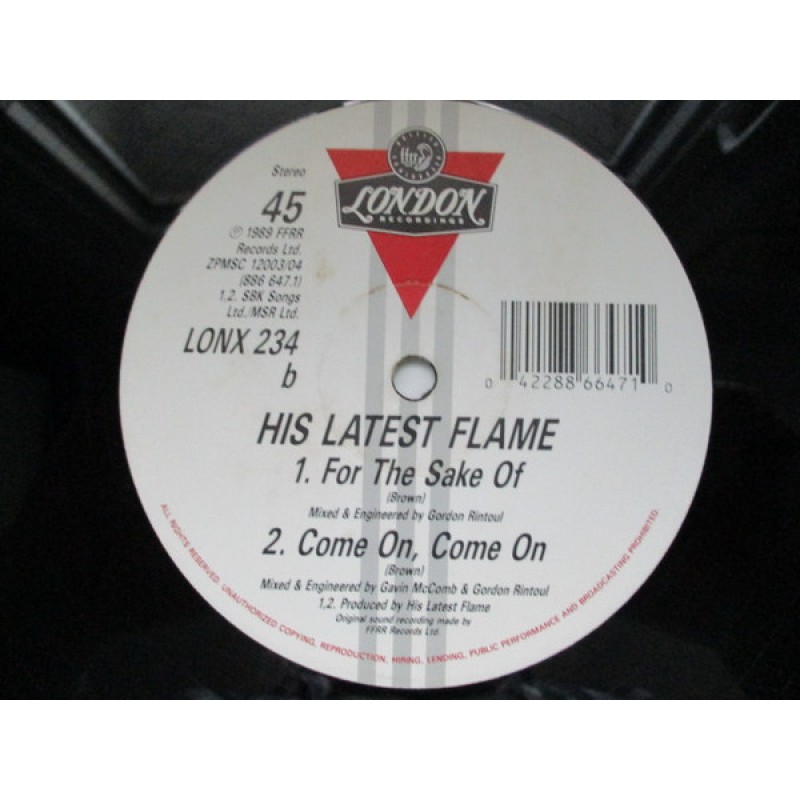 ffrr
LONDON
RECORDINGS
Stereo
45
℗ 1989 FFRR
Records Ltd.
ZPMSC 12003/04
(886 647.1)
1,2. SBK Songs
Ltd./MSR Ltd.
LONX 234
b
0 42288 66471 0
HIS LATEST FLAME
1. For The Sake Of
(Brown)
Mixed & Engineered by Gordon Rintoul
2. Come On, Come On
(Brown)
Mixed & Engineered by Gavin McComb & Gordon Rintoul
1,2. Produced by His Latest Flame
Original sound recording made by
FFRR Records Ltd.
ALL RIGHTS RESERVED. UNAUTHORIZED COPYING, REPRODUCTION, HIRING, LENDING, PUBLIC PERFORMANCE AND BROADCASTING PROHIBITED.